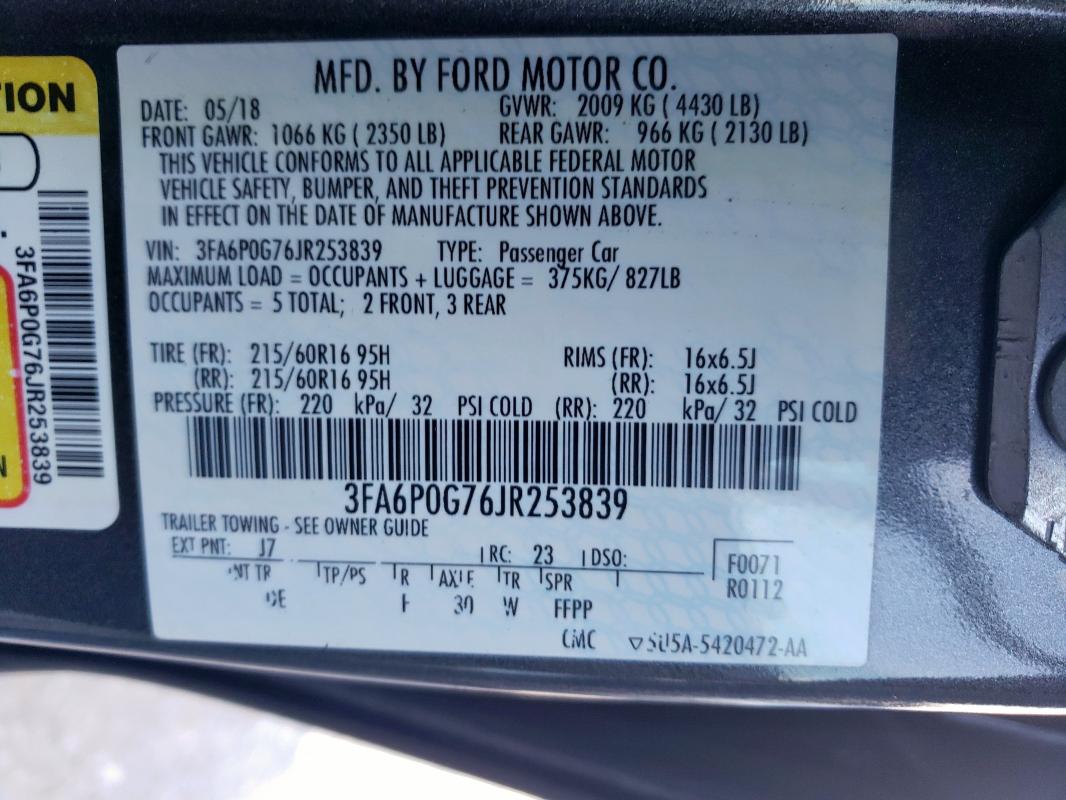 TION
3FA6P0G76JR253839
N
MFD. BY FORD MOTOR CO.
DATE: 05/18 GVWR: 2009 KG ( 4430 LB)
FRONT GAWR: 1066 KG ( 2350 LB) REAR GAWR: 966 KG ( 2130 LB)
THIS VEHICLE CONFORMS TO ALL APPLICABLE FEDERAL MOTOR
VEHICLE SAFETY, BUMPER, AND THEFT PREVENTION STANDARDS
IN EFFECT ON THE DATE OF MANUFACTURE SHOWN ABOVE.
VIN: 3FA6P0G76JR253839 TYPE: Passenger Car
MAXIMUM LOAD = OCCUPANTS + LUGGAGE = 375KG/ 827LB
OCCUPANTS = 5 TOTAL; 2 FRONT, 3 REAR
TIRE (FR): 215/60R16 95H RIMS (FR): 16x6.5J
(RR): 215/60R16 95H (RR): 16x6.5J
PRESSURE (FR): 220 kPa/ 32 PSI COLD (RR): 220 kPa/ 32 PSI COLD
3FA6P0G76JR253839
TRAILER TOWING - SEE OWNER GUIDE
EXT PNT: J7 RC: 23 DSO: F0071
R0112
INT TR TP/PS R AXLE TR SPR
30 W FFPP
CMC ▽5U5A-5420472-AA